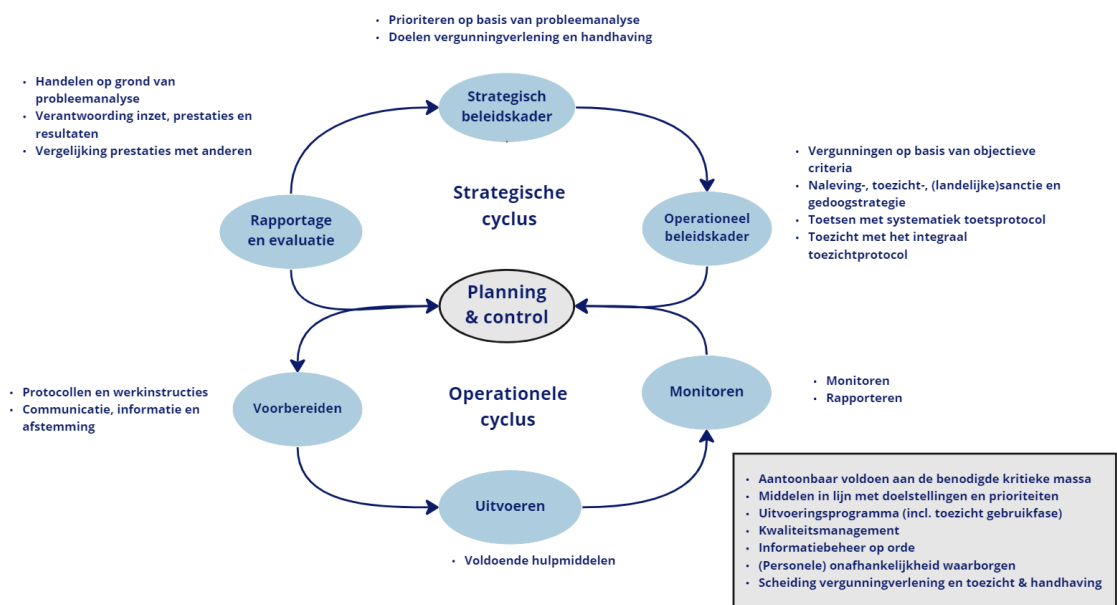 • Prioriteren op basis van probleemanalyse
• Doelen vergunningverlening en handhaving
• Handelen op grond van
probleemanalyse
• Verantwoording inzet, prestaties en
resultaten
• Vergelijking prestaties met anderen
Strategisch
beleidskader
• Vergunningen op basis van objectieve
criteria
• Naleving-, toezicht-, (landelijke)sanctie en
gedoogstrategie
• Toetsen met systematiek toetsprotocol
• Toezicht met het integraal
toezichtprotocol
Strategische
cyclus
Rapportage
en evaluatie
Operationeel
beleidskader
Planning
& control
• Protocollen en werkinstructies
• Communicatie, informatie en
afstemming
Voorbereiden
Operationele
cyclus
Monitoren
• Monitoren
• Rapporteren
Uitvoeren
• Voldoende hulpmiddelen
• Aantoonbaar voldoen aan de benodigde kritieke massa
• Middelen in lijn met doelstellingen en prioriteiten
• Uitvoeringsprogramma (incl. toezicht gebruikfase)
• Kwaliteitsmanagement
• Informatiebeheer op orde
• (Personele) onafhankelijkheid waarborgen
• Scheiding vergunningverlening en toezicht & handhaving